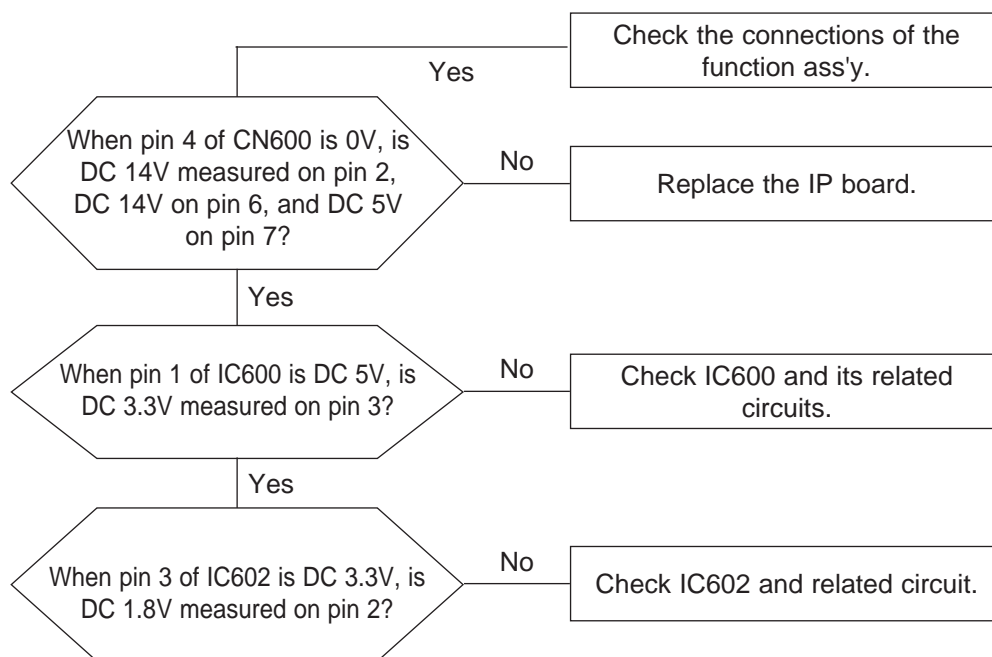 Check the connections of the
function ass'y.
Yes
When pin 4 of CN600 is 0V, is
DC 14V measured on pin 2,
DC 14V on pin 6, and DC 5V
on pin 7?
No
Replace the IP board.
Yes
When pin 1 of IC600 is DC 5V, is
DC 3.3V measured on pin 3?
No
Check IC600 and its related
circuits.
Yes
When pin 3 of IC602 is DC 3.3V, is
DC 1.8V measured on pin 2?
No
Check IC602 and related circuit.